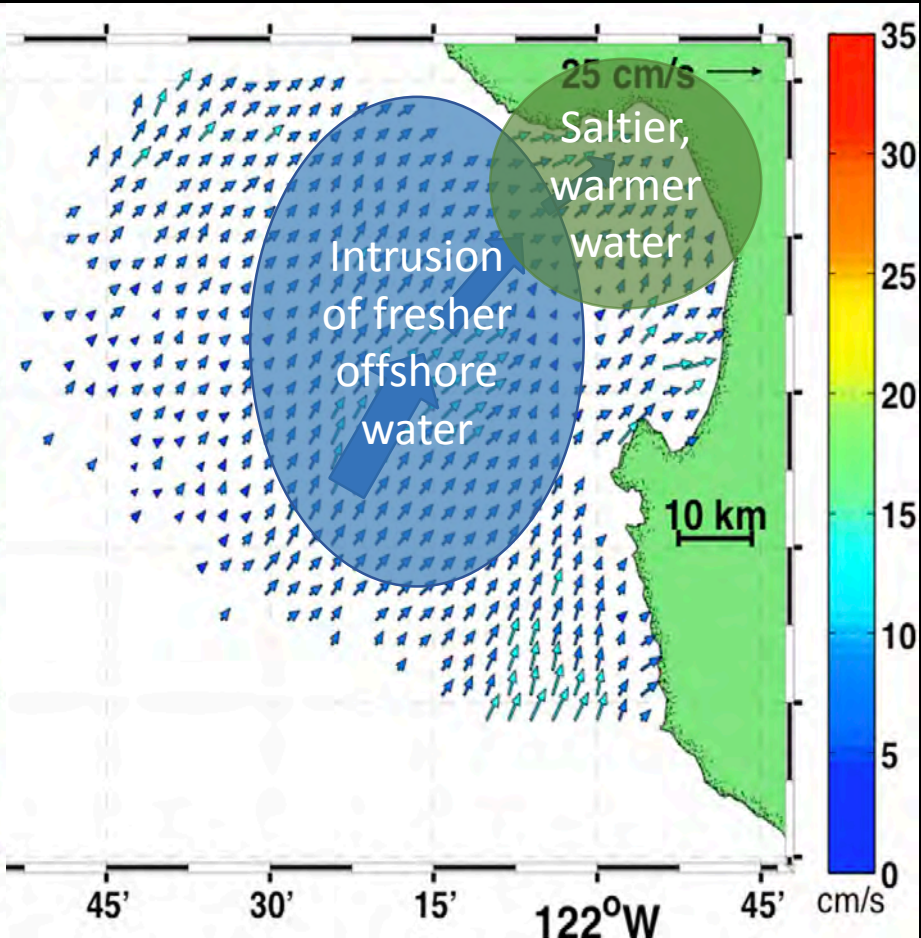 25 cm/s
Saltier,
warmer
water
Intrusion
of fresher
offshore
water
10 km
35
30
25
20
15
10
5
0
cm/s
45'
30'
15'
122°W
45'